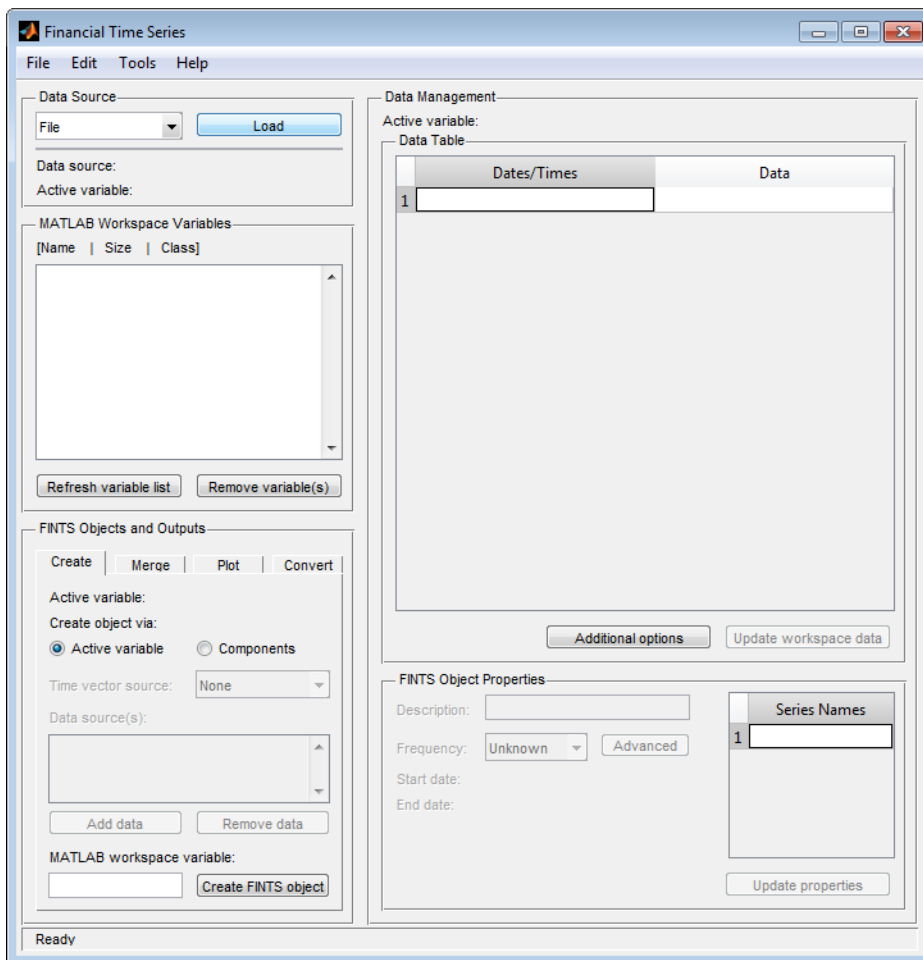 Financial Time Series
File Edit Tools Help
Data Source
File Load
Data source:
Active variable:
MATLAB Workspace Variables
[Name | Size | Class]
Refresh variable list Remove variable(s)
FINTS Objects and Outputs
Create Merge Plot Convert
Active variable:
Create object via:
Active variable Components
Time vector source: None
Data source(s):
Add data Remove data
MATLAB workspace variable:
Create FINTS object
Data Management
Active variable:
Data Table
Dates/Times Data
1
Additional options Update workspace data
FINTS Object Properties
Description:
Frequency: Unknown Advanced
Start date:
End date:
Series Names
1
Update properties
Ready